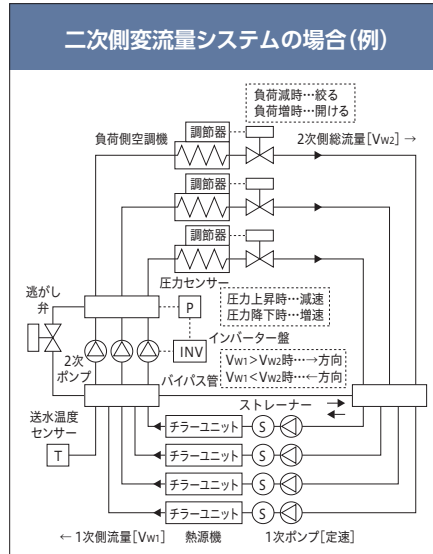 二次側変流量システムの場合(例)
負荷減時…絞る
負荷増時…開ける
負荷側空調機
調節器
2次側総流量[VW2] →
調節器
調節器
圧力センサー
逃がし
弁
P
圧力上昇時…減速
圧力降下時…増速
インバーター盤
INV
2次
ポンプ
VW1>VW2時…→方向
VW1<VW2時…←方向
バイパス管
ストレーナー
送水温度
センサー
T
チラーユニット
S
チラーユニット
S
チラーユニット
S
チラーユニット
S
← 1次側流量[VW1]
熱源機
1次ポンプ[定速]